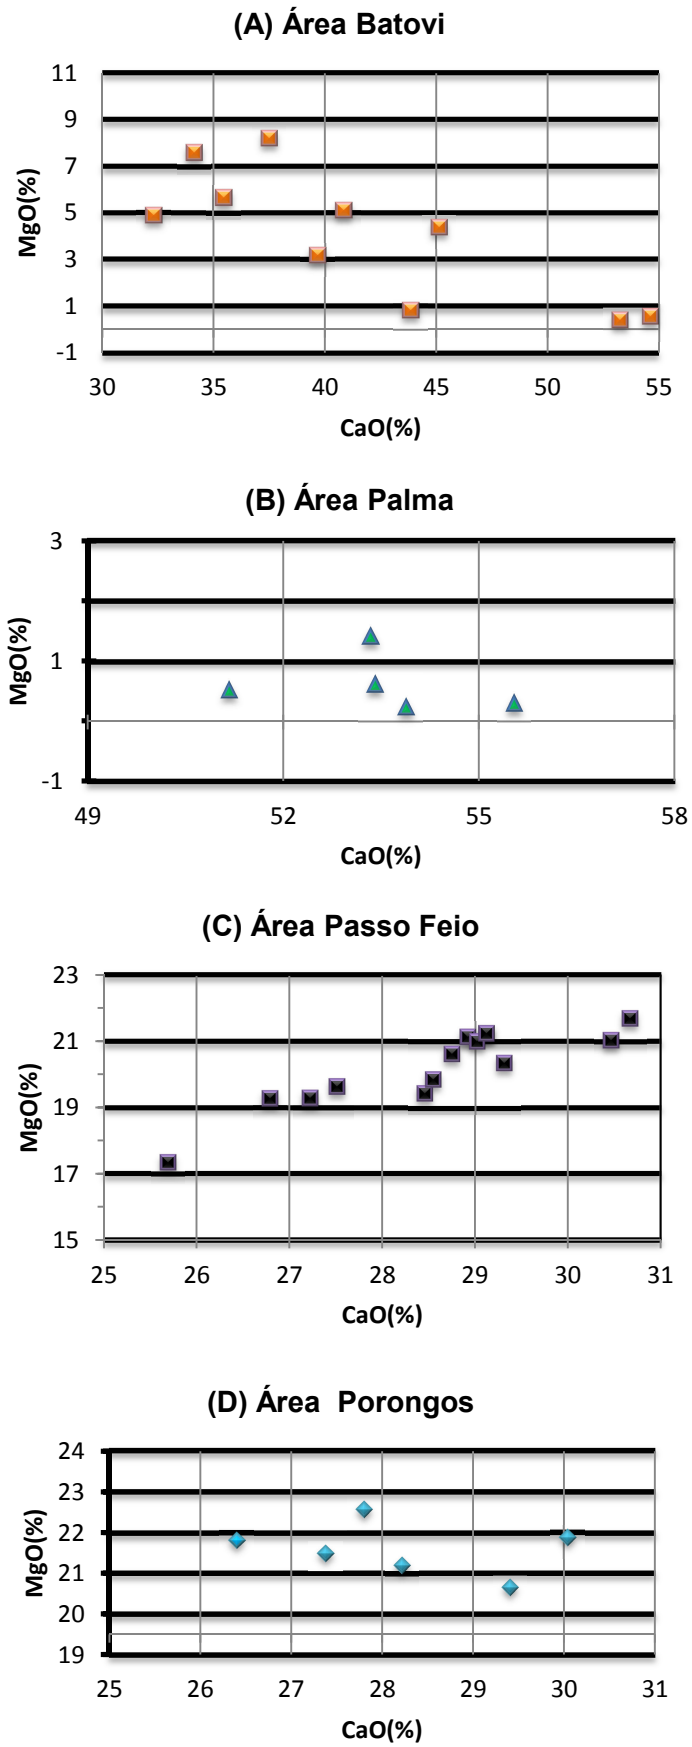 (A) Área Batovi
11
9
7
5
3
1
-1
MgO(%)
30 35 40 45 50 55
CaO(%)
(B) Área Palma
3
1
-1
MgO(%)
49 52 55 58
CaO(%)
(C) Área Passo Feio
23
21
19
17
15
MgO(%)
25 26 27 28 29 30 31
CaO(%)
(D) Área Porongos
24
23
22
21
20
19
MgO(%)
25 26 27 28 29 30 31
CaO(%)